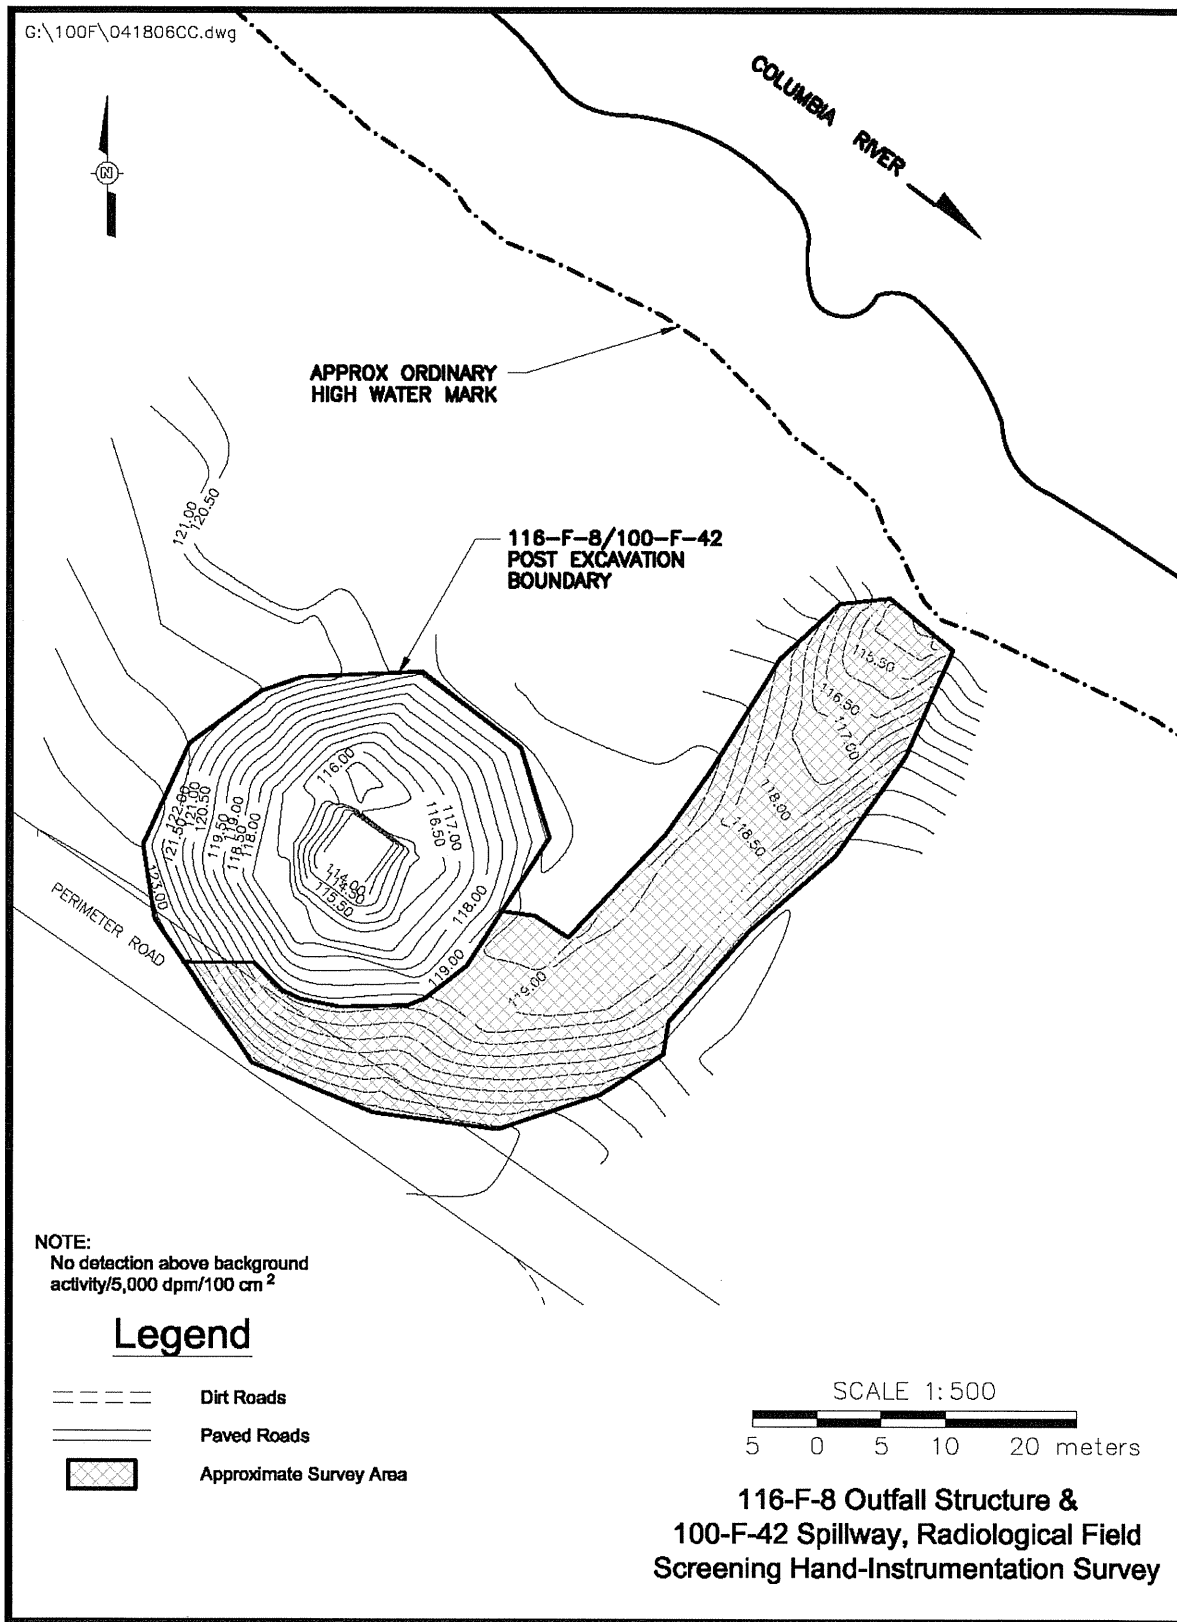 G:\100F\041806CC.dwg
COLUMBIA RIVER
N
APPROX ORDINARY
HIGH WATER MARK
121.00
120.50
116-F-8/100-F-42
POST EXCAVATION
BOUNDARY
115.50
116.50
117.00
118.00
118.50
116.00
122.00
121.50
121.00
120.50
119.50
119.00
118.50
118.00
117.00
116.50
114.00
114.50
115.50
118.00
123.00
119.00
119.00
PERIMETER ROAD
NOTE:
No detection above background
activity/5,000 dpm/100 cm 2
Legend
Dirt Roads
Paved Roads
Approximate Survey Area
SCALE 1:500
5 0 5 10 20 meters
116-F-8 Outfall Structure &
100-F-42 Spillway, Radiological Field
Screening Hand-Instrumentation Survey